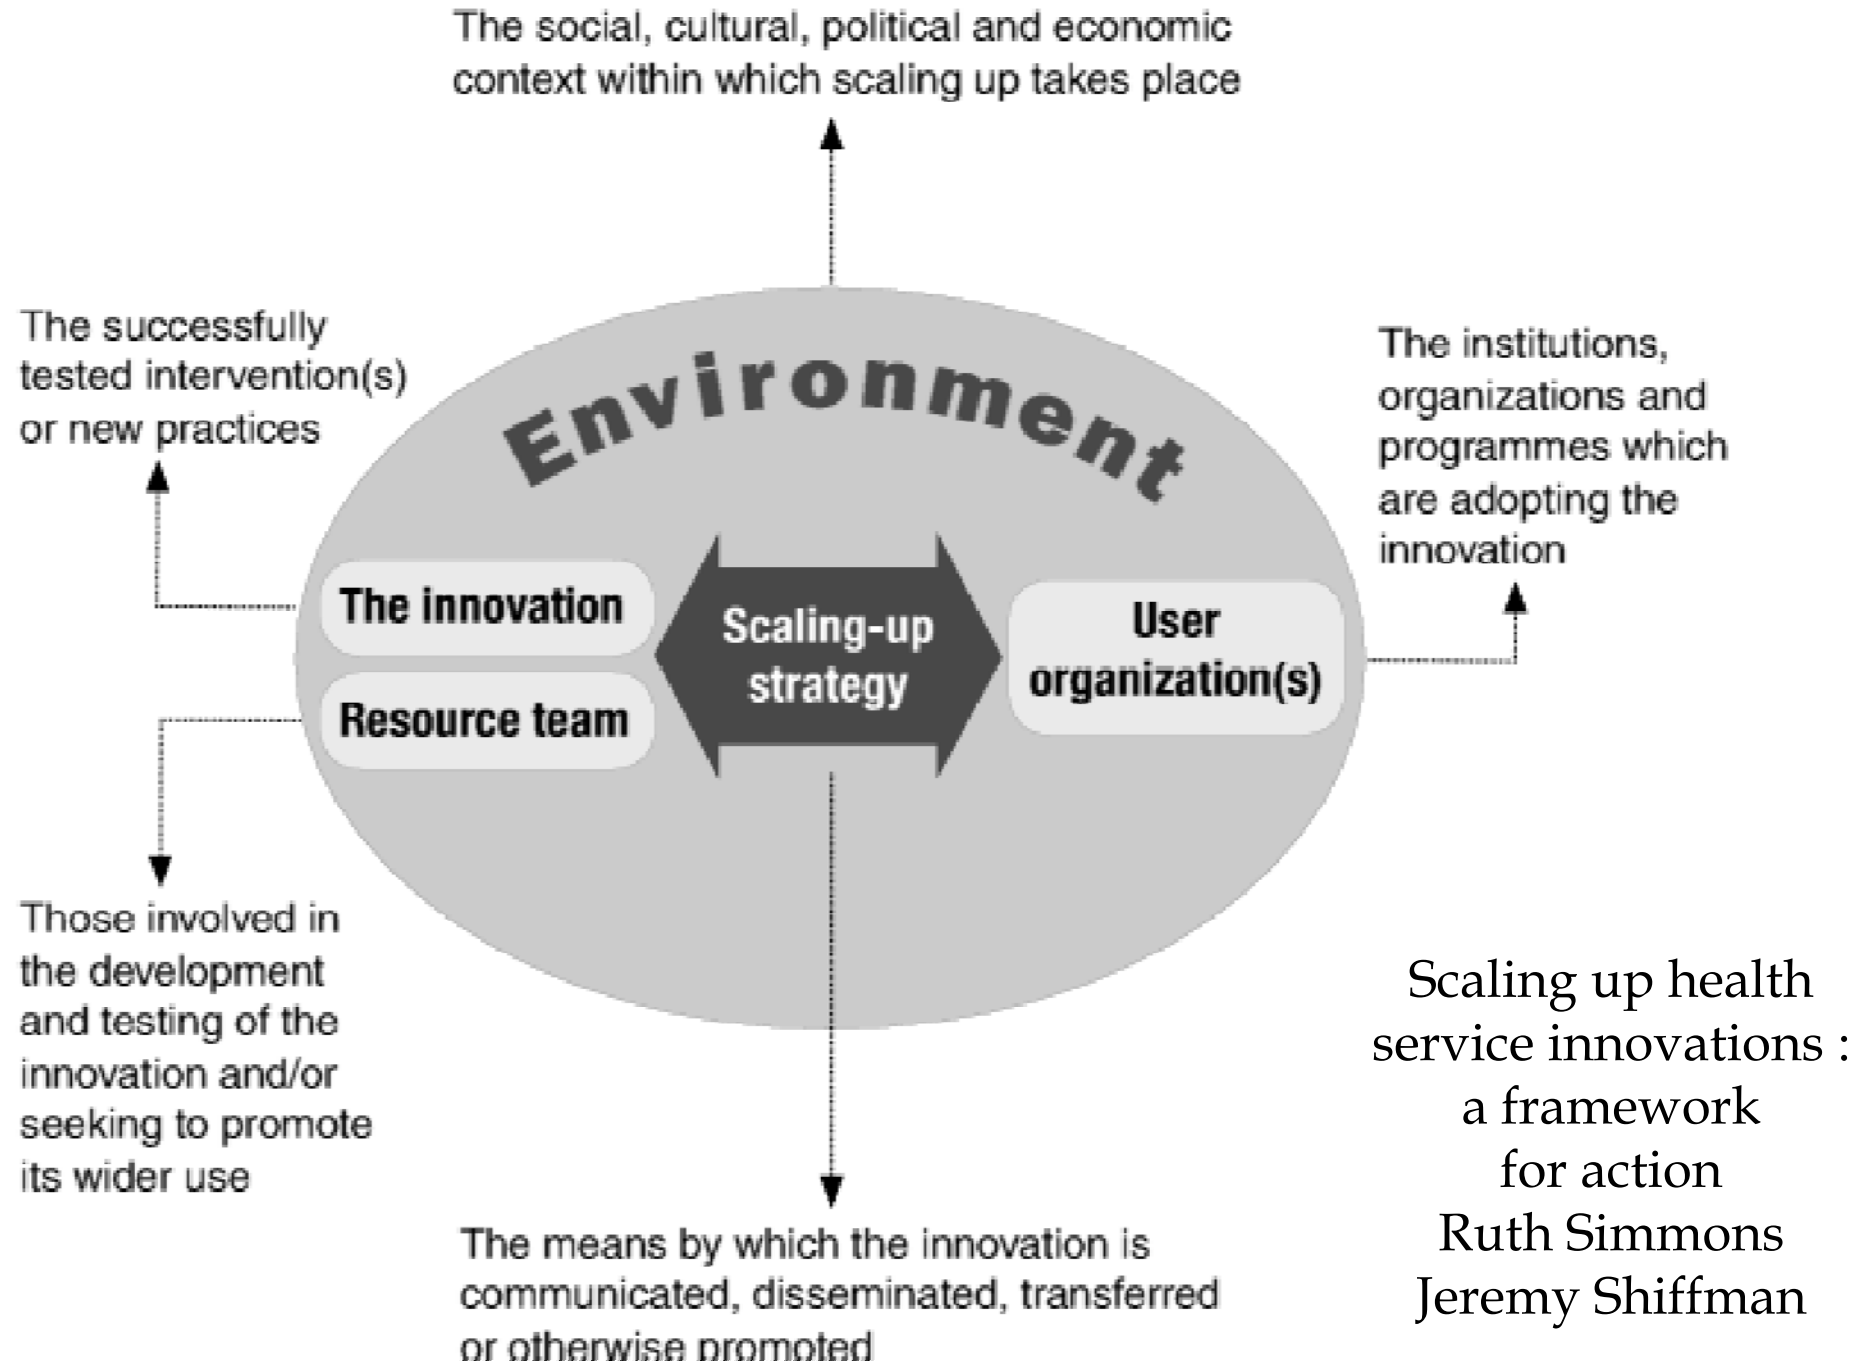 The social, cultural, political and economic
context within which scaling up takes place
The successfully
tested intervention(s)
or new practices
The institutions,
organizations and
programmes which
are adopting the
innovation
Environment
The innovation
Resource team
Scaling-up
strategy
User
organization(s)
Those involved in
the development
and testing of the
innovation and/or
seeking to promote
its wider use
The means by which the innovation is
communicated, disseminated, transferred
or otherwise promoted
Scaling up health
service innovations :
a framework
for action
Ruth Simmons
Jeremy Shiffman